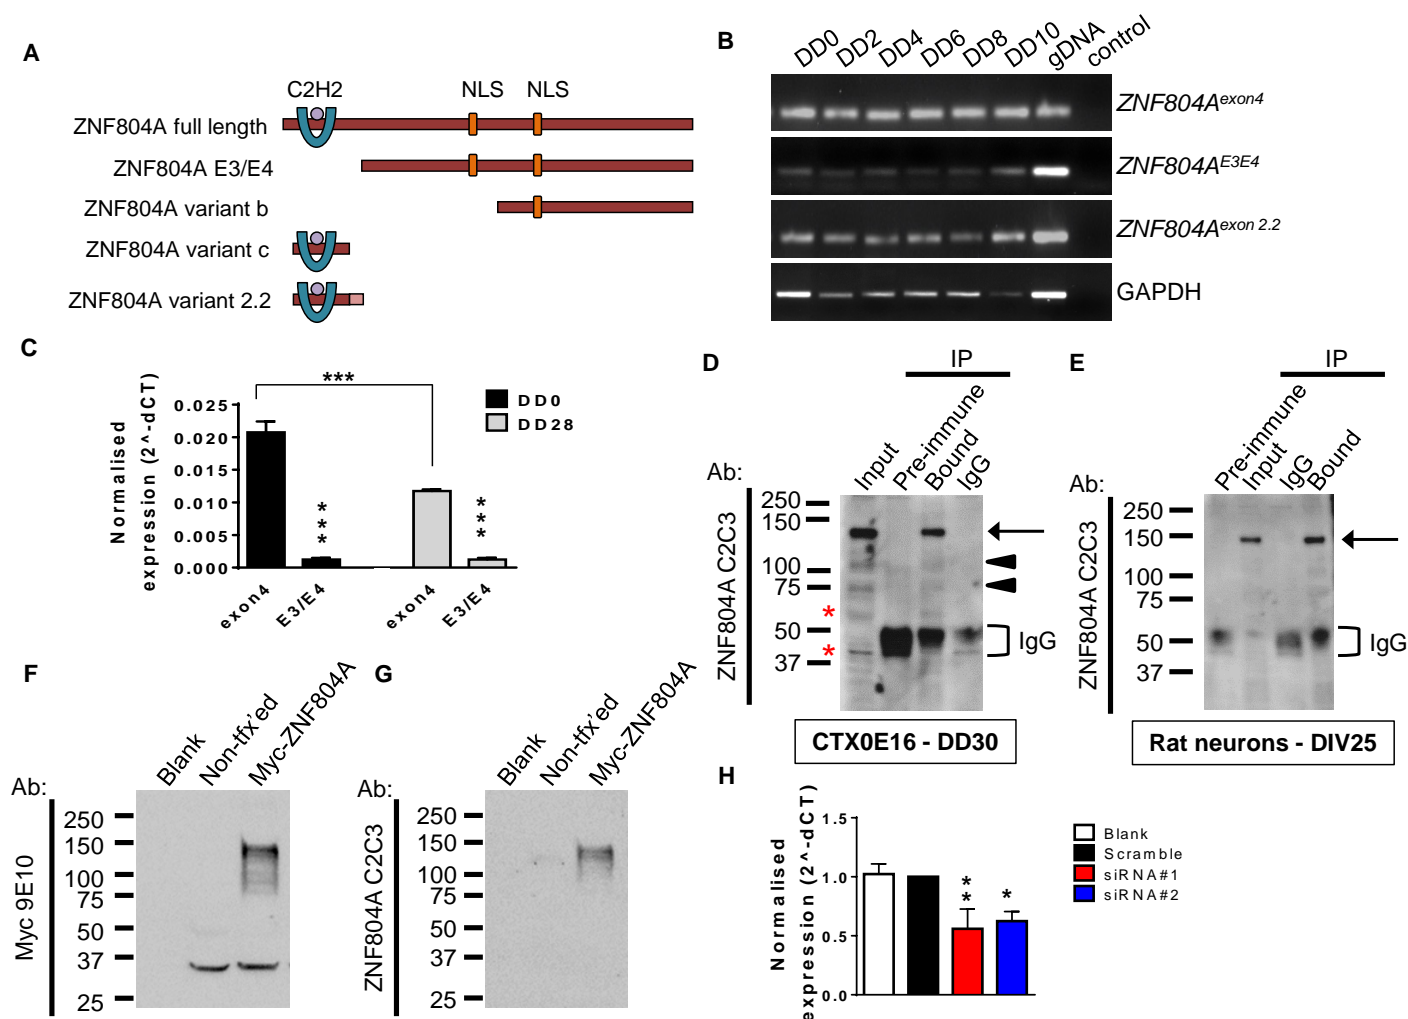 A
C2H2
NLS
NLS
ZNF804A full length
ZNF804A E3/E4
ZNF804A variant b
ZNF804A variant c
ZNF804A variant 2.2
B
DD0
DD2
DD4
DD6
DD8
DD10
gDNA
control
ZNF804A^exon4
ZNF804A^E3E4
ZNF804A^exon 2.2
GAPDH
C
Normalised
expression (2^-dCT)
0.025
0.020
0.015
0.010
0.005
0.000
***
***
***
exon4
E3/E4
exon4
E3/E4
DD0
DD28
D
IP
Input
Pre-immune
Bound
IgG
Ab:
ZNF804A C2C3
250
150
100
75
50
37
*
*
IgG
CTX0E16 - DD30
E
IP
Pre-immune
Input
IgG
Bound
Ab:
ZNF804A C2C3
250
150
100
75
50
37
IgG
Rat neurons - DIV25
F
Blank
Non-tfx'ed
Myc-ZNF804A
Ab:
Myc 9E10
250
150
100
75
50
37
25
G
Blank
Non-tfx'ed
Myc-ZNF804A
Ab:
ZNF804A C2C3
250
150
100
75
50
37
25
H
Normalised
expression (2^-dCT)
1.5
1.0
0.5
0.0
**
*
Blank
Scramble
siRNA#1
siRNA#2